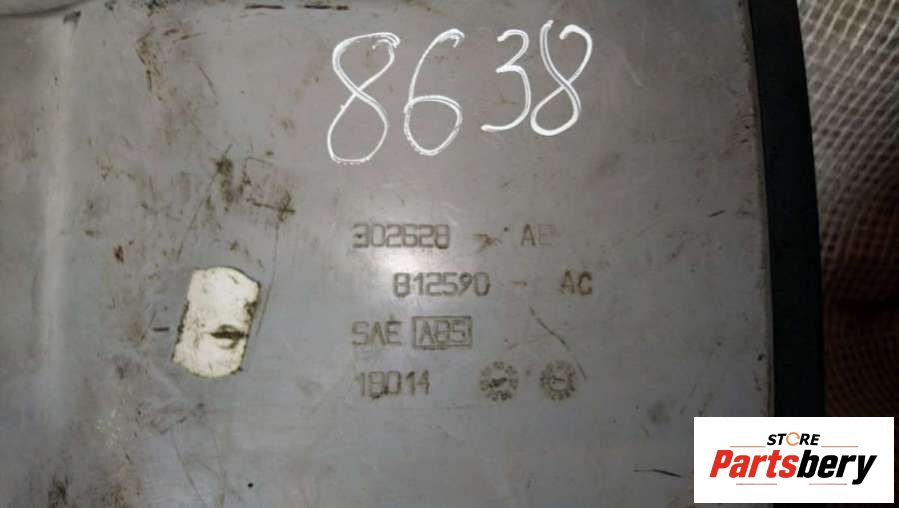 8638
302628 - AE
812590 - AC
SAE ABS
18014
STORE
Partsbery